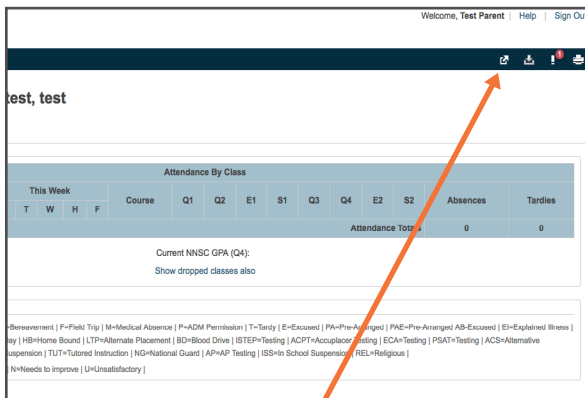 Welcome, Test Parent | Help | Sign Out
1
test, test
Attendance By Class
This Week
T W H F Course Q1 Q2 E1 S1 Q3 Q4 E2 S2 Absences Tardies
Attendance Totals 0 0
Current NNSC GPA (Q4):
Show dropped classes also
=Bereavement | F=Field Trip | M=Medical Absence | P=ADM Permission | T=Tardy | E=Excused | PA=Pre-Arranged | PAE=Pre-Arranged AB-Excused | EI=Explained Illness |
Day | HB=Home Bound | LTP=Alternate Placement | BD=Blood Drive | ISTEP=Testing | ACPT=Accuplacer Testing | ECA=Testing | PSAT=Testing | ACS=Alternative
uspension | TUT=Tutored Instruction | NG=National Guard | AP=AP Testing | ISS=In School Suspension | REL=Religious |
N=Needs to improve | U=Unsatisfactory |